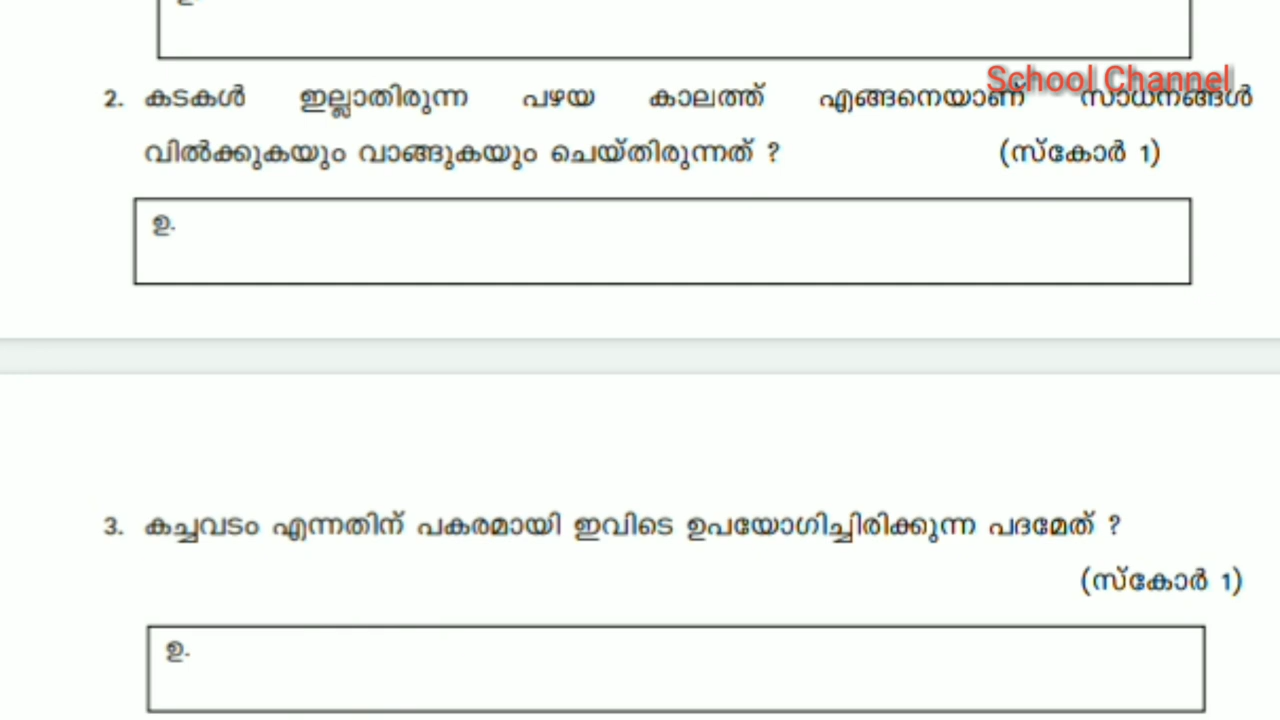 School Channel
2. കടകൾ ഇല്ലാതിരുന്ന പഴയ കാലത്ത് എങ്ങനെയാണ് സാധനങ്ങൾ
വിൽക്കുകയും വാങ്ങുകയും ചെയ്തിരുന്നത് ? (സ്കോർ 1)
ഉ.
3. കച്ചവടം എന്നതിന് പകരമായി ഇവിടെ ഉപയോഗിച്ചിരിക്കുന്ന പദമേത് ?
(സ്കോർ 1)
ഉ.